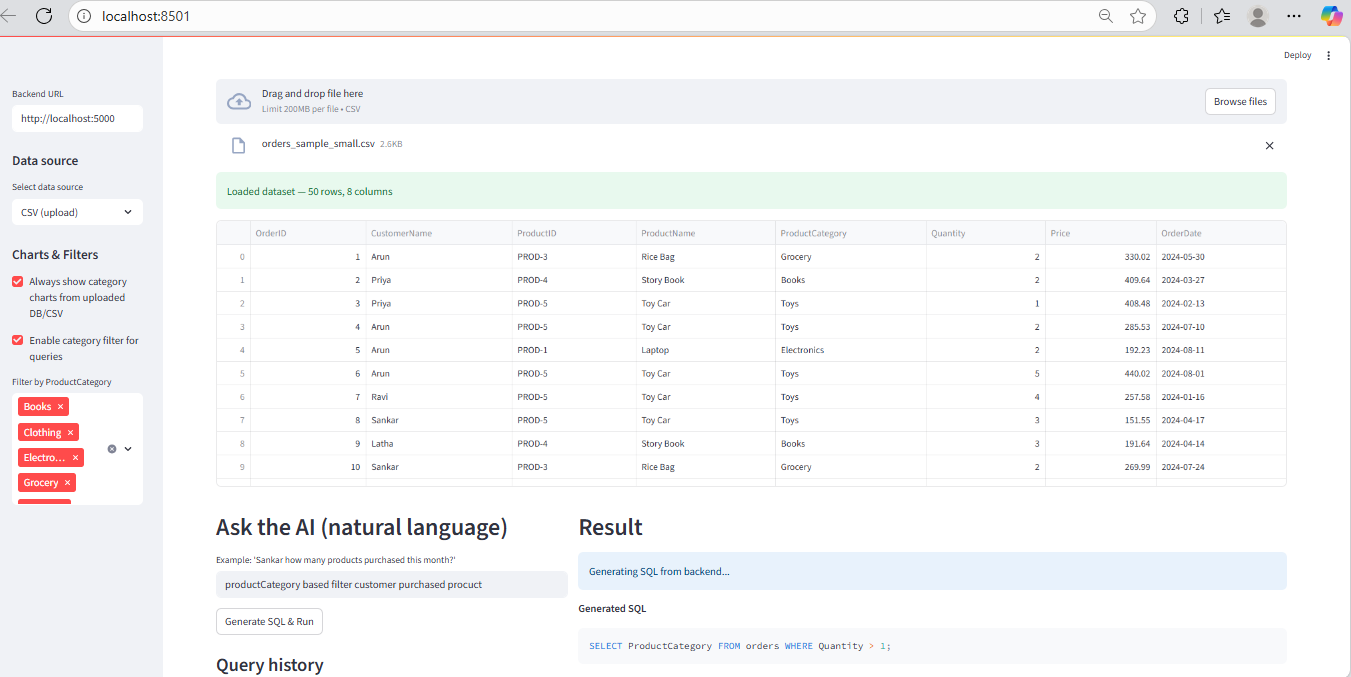 localhost:8501
Deploy
Backend URL
http://localhost:5000
Data source
Select data source
CSV (upload)
Charts & Filters
Always show category
charts from uploaded
DB/CSV
Enable category filter for
queries
Filter by ProductCategory
Books ×
Clothing ×
Electro... ×
Grocery ×
Drag and drop file here
Limit 200MB per file • CSV
Browse files
orders_sample_small.csv 2.6KB
Loaded dataset — 50 rows, 8 columns
OrderID CustomerName ProductID ProductName ProductCategory Quantity Price OrderDate
0 1 Arun PROD-3 Rice Bag Grocery 2 330.02 2024-05-30
1 2 Priya PROD-4 Story Book Books 2 409.64 2024-03-27
2 3 Priya PROD-5 Toy Car Toys 1 408.48 2024-02-13
3 4 Arun PROD-5 Toy Car Toys 2 285.53 2024-07-10
4 5 Arun PROD-1 Laptop Electronics 2 192.23 2024-08-11
5 6 Arun PROD-5 Toy Car Toys 5 440.02 2024-08-01
6 7 Ravi PROD-5 Toy Car Toys 4 257.58 2024-01-16
7 8 Sankar PROD-5 Toy Car Toys 3 151.55 2024-04-17
8 9 Latha PROD-4 Story Book Books 3 191.64 2024-04-14
9 10 Sankar PROD-3 Rice Bag Grocery 2 269.99 2024-07-24
Ask the AI (natural language)
Example: 'Sankar how many products purchased this month?'
productCategory based filter customer purchased procuct
Generate SQL & Run
Query history
Result
Generating SQL from backend...
Generated SQL
SELECT ProductCategory FROM orders WHERE Quantity > 1;